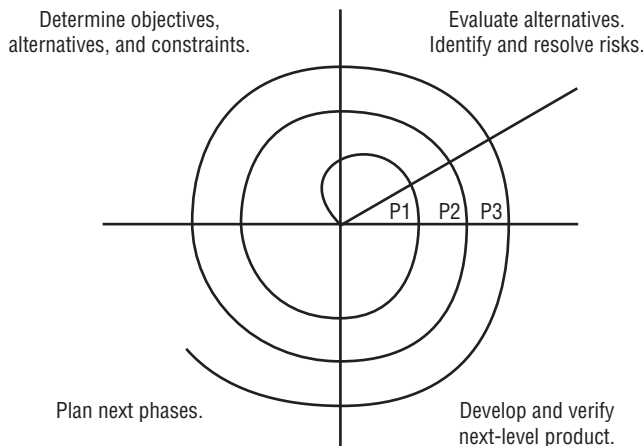 Determine objectives,
alternatives, and constraints.
Evaluate alternatives.
Identify and resolve risks.
P1 P2 P3
Plan next phases.
Develop and verify
next-level product.